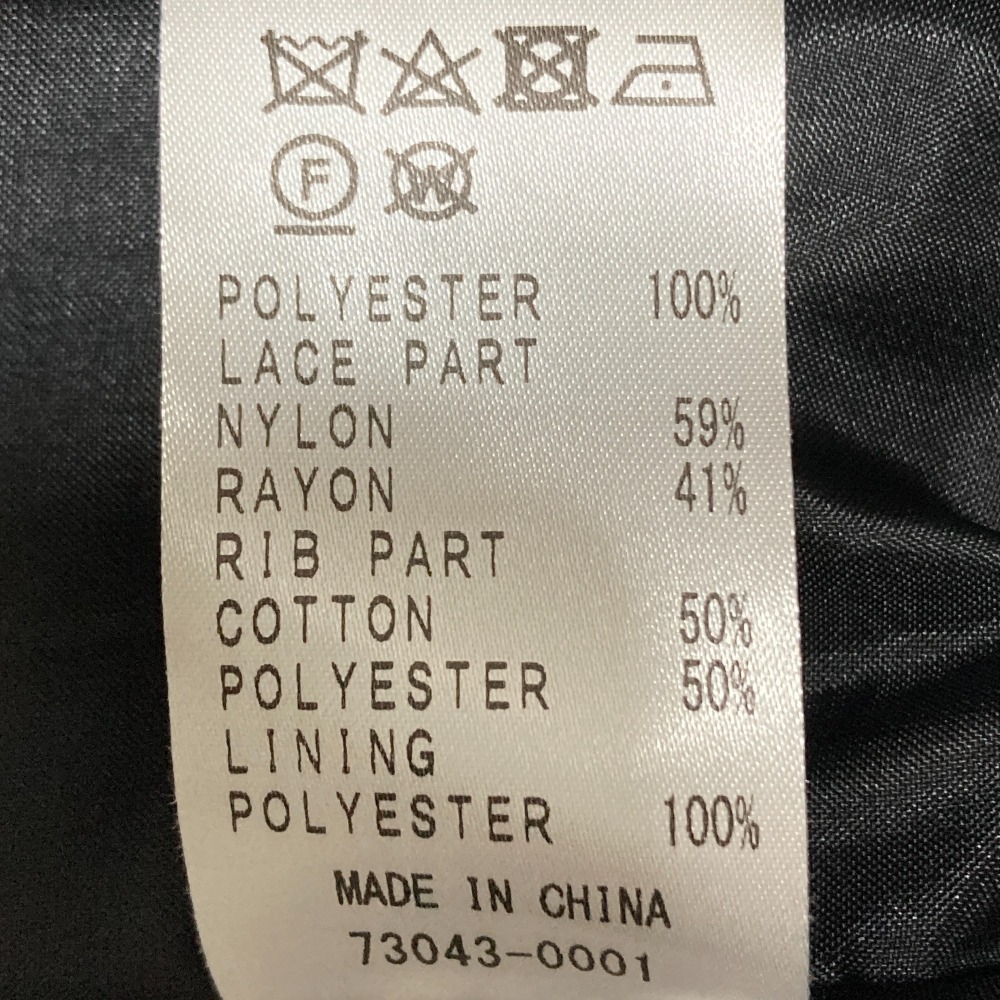 F W
POLYESTER 100%
LACE PART
NYLON 59%
RAYON 41%
RIB PART
COTTON 50%
POLYESTER 50%
LINING
POLYESTER 100%
MADE IN CHINA
73043-0001